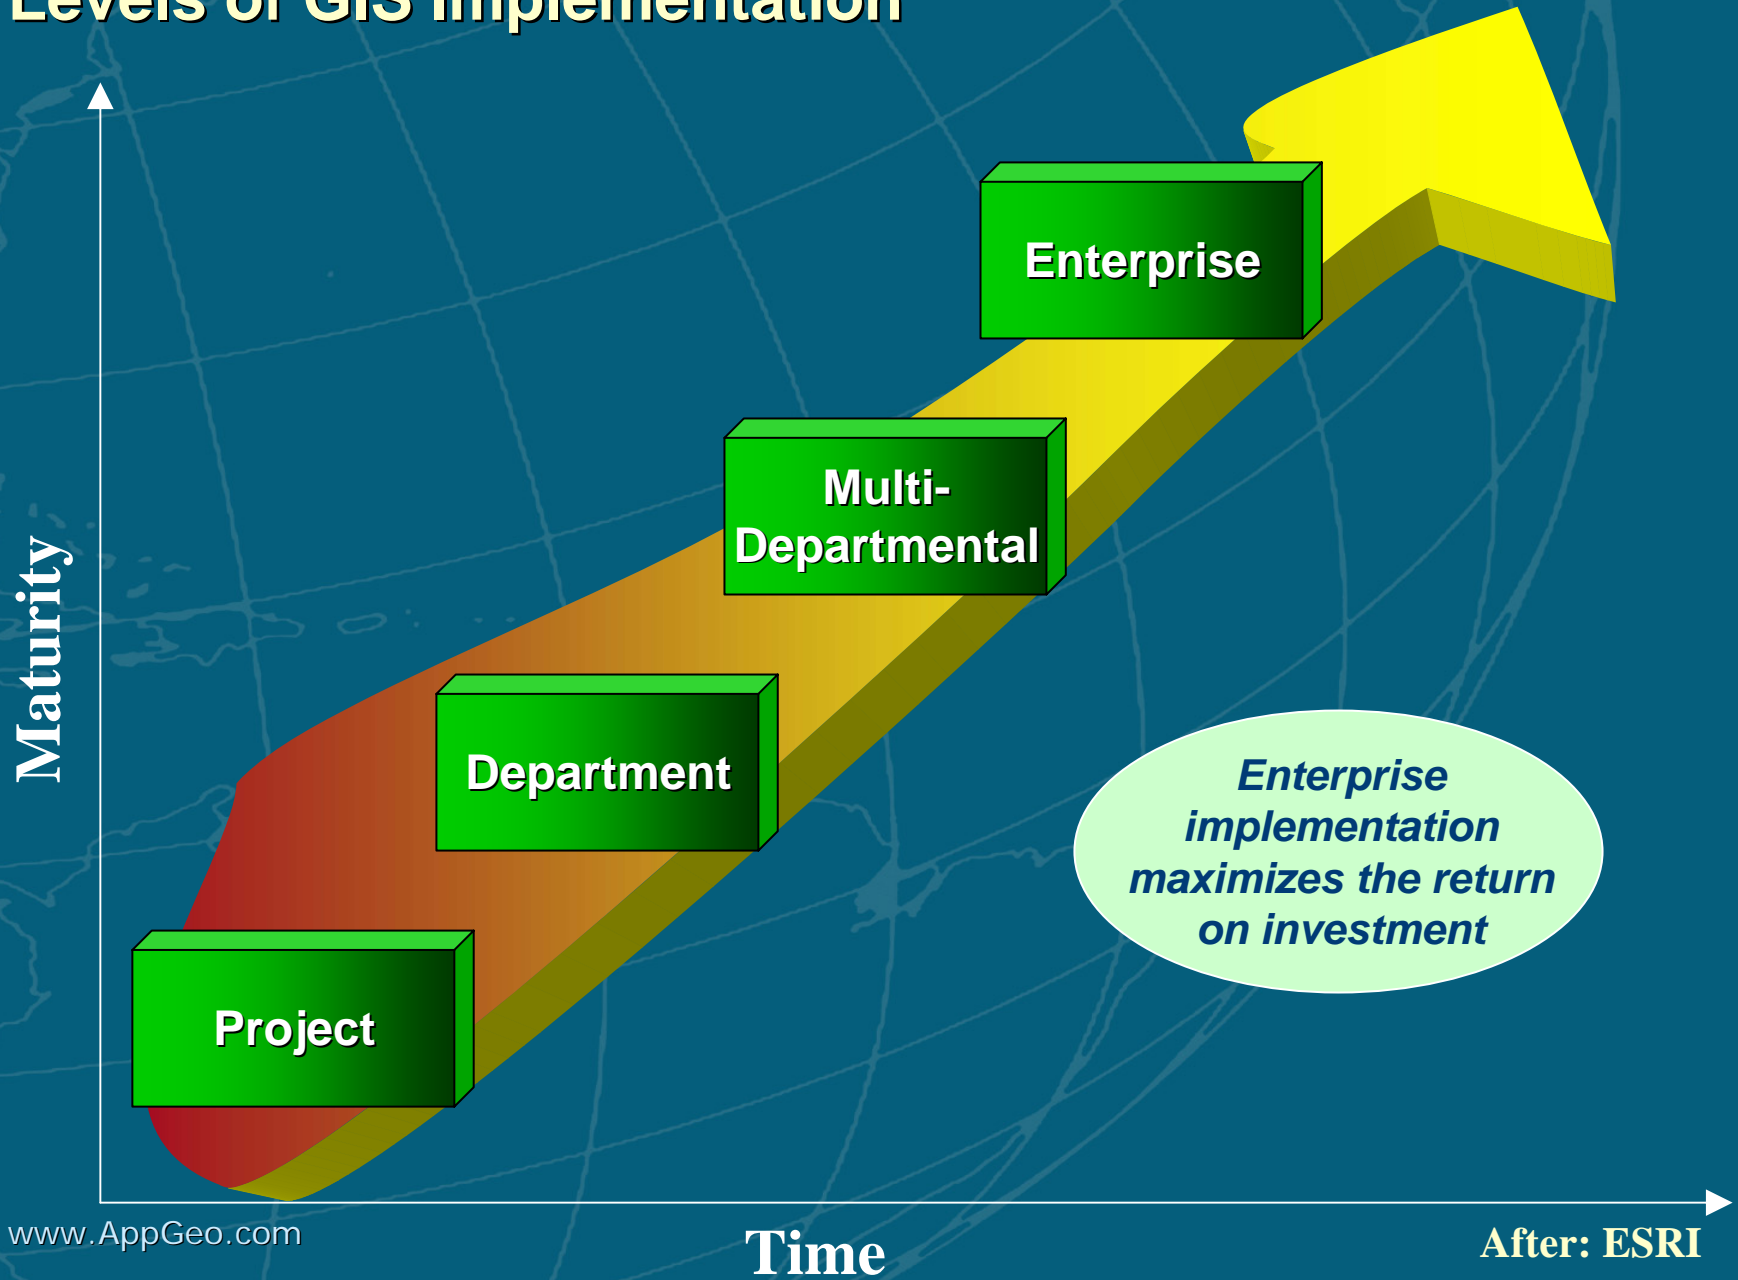 Levels of GIS Implementation
Enterprise
Multi-
Departmental
Maturity
Department
Enterprise
implementation
maximizes the return
on investment
Project
www.AppGeo.com
Time
After: ESRI